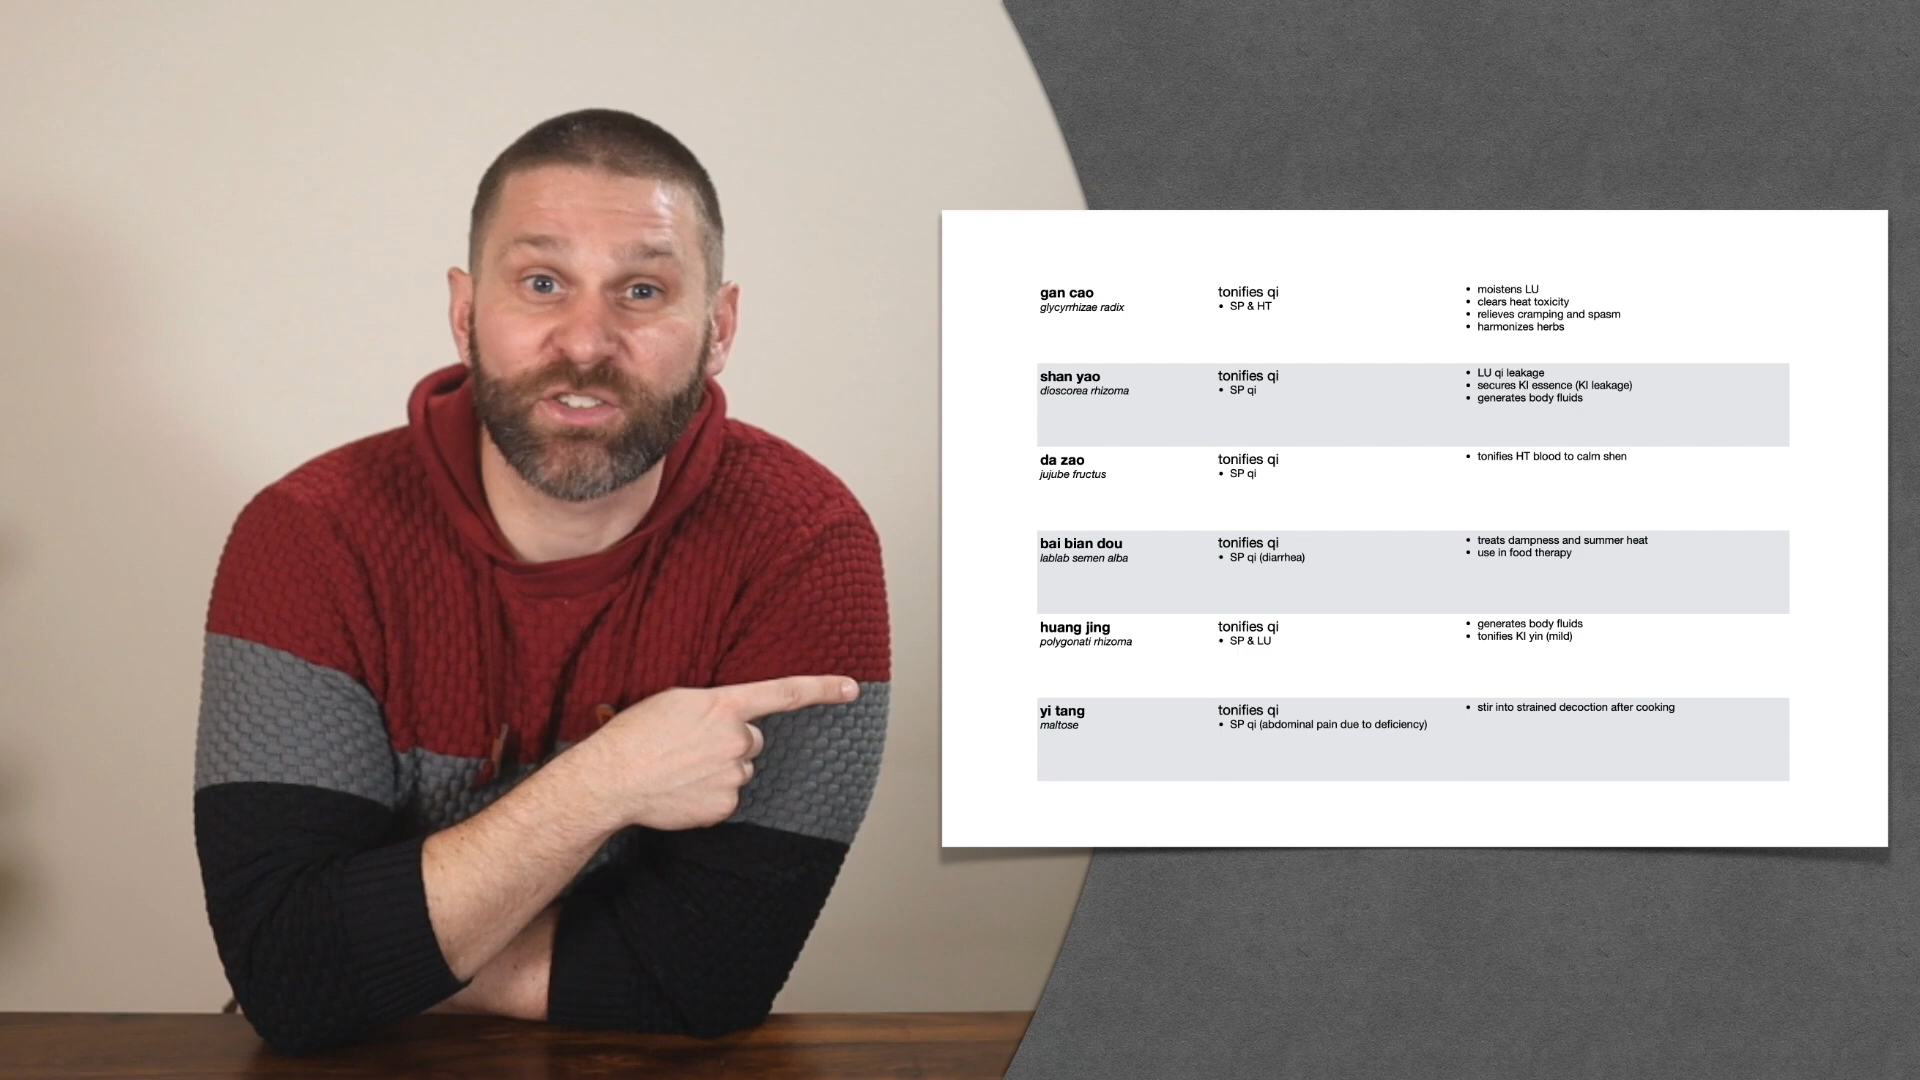 gan cao
glycyrrhizae radix
tonifies qi
• SP & HT
• moistens LU
• clears heat toxicity
• relieves cramping and spasm
• harmonizes herbs
shan yao
dioscorea rhizoma
tonifies qi
• SP qi
• LU qi leakage
• secures KI essence (KI leakage)
• generates body fluids
da zao
jujube fructus
tonifies qi
• SP qi
• tonifies HT blood to calm shen
bai bian dou
lablab semen alba
tonifies qi
• SP qi (diarrhea)
• treats dampness and summer heat
• use in food therapy
huang jing
polygonati rhizoma
tonifies qi
• SP & LU
• generates body fluids
• tonifies KI yin (mild)
yi tang
maltose
tonifies qi
• SP qi (abdominal pain due to deficiency)
• stir into strained decoction after cooking